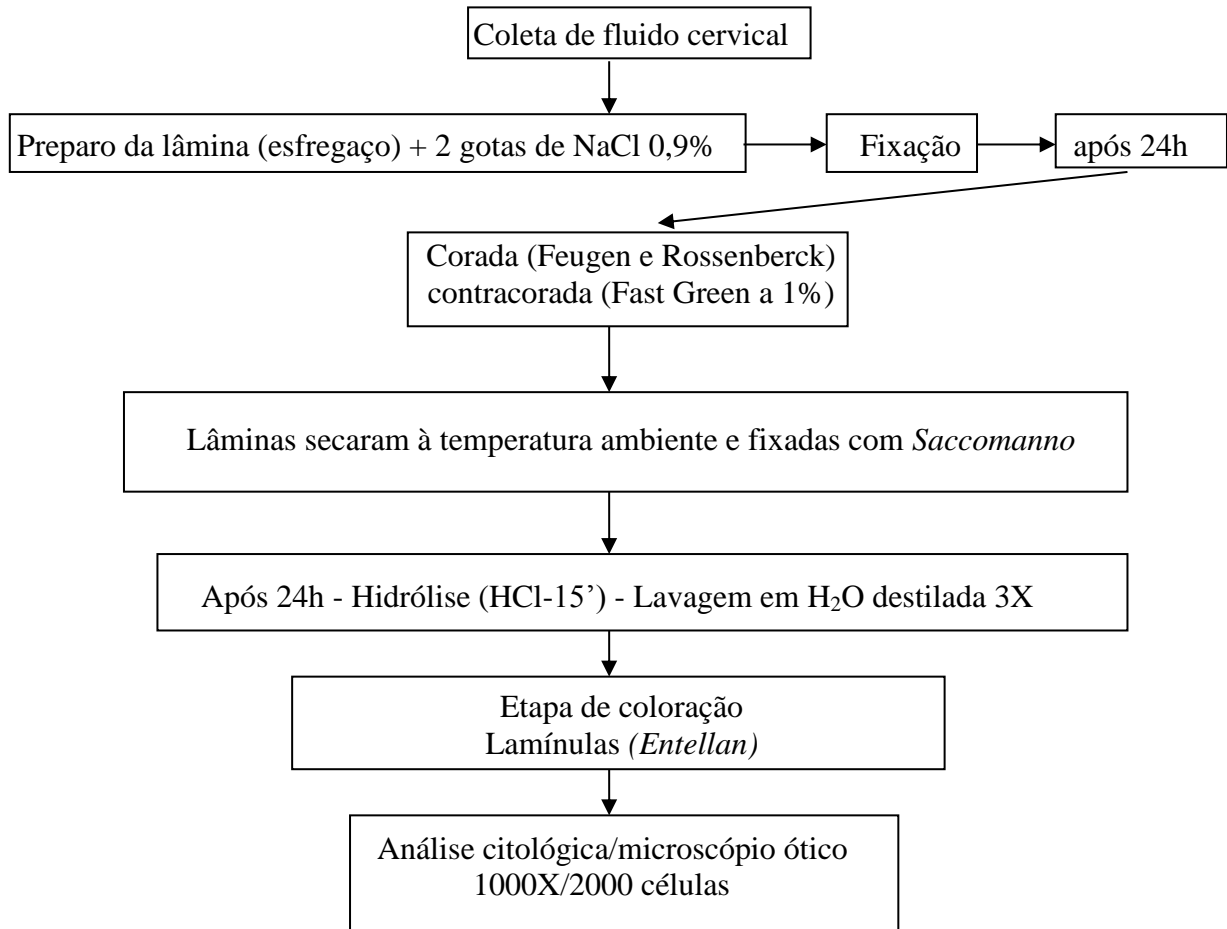 Coleta de fluido cervical
Preparo da lâmina (esfregaço) + 2 gotas de NaCl 0,9%
Fixação
após 24h
Corada (Feugen e Rossenberck)
contracorada (Fast Green a 1%)
Lâminas secaram à temperatura ambiente e fixadas com Saccomanno
Após 24h - Hidrólise (HCl-15’) - Lavagem em H₂O destilada 3X
Etapa de coloração
Lamínulas (Entellan)
Análise citológica/microscópio ótico
1000X/2000 células